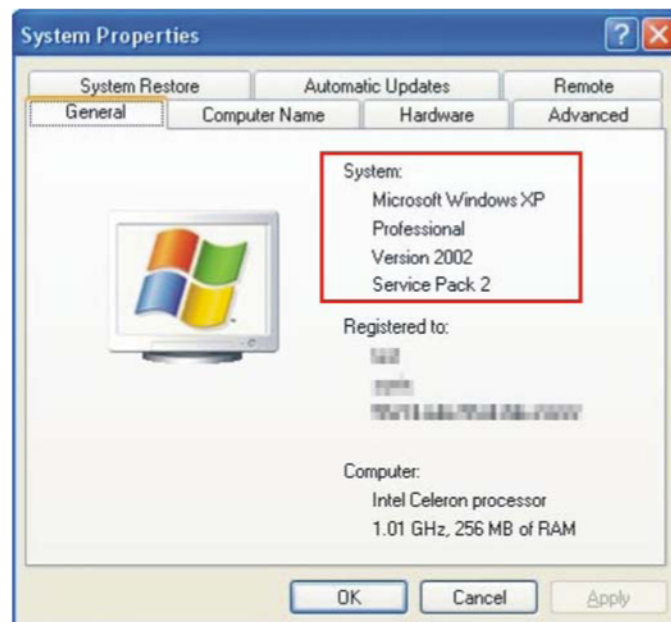 System Properties
System Restore Automatic Updates Remote
General Computer Name Hardware Advanced
System:
Microsoft Windows XP
Professional
Version 2002
Service Pack 2
Registered to:
Computer:
Intel Celeron processor
1.01 GHz, 256 MB of RAM
OK Cancel Apply